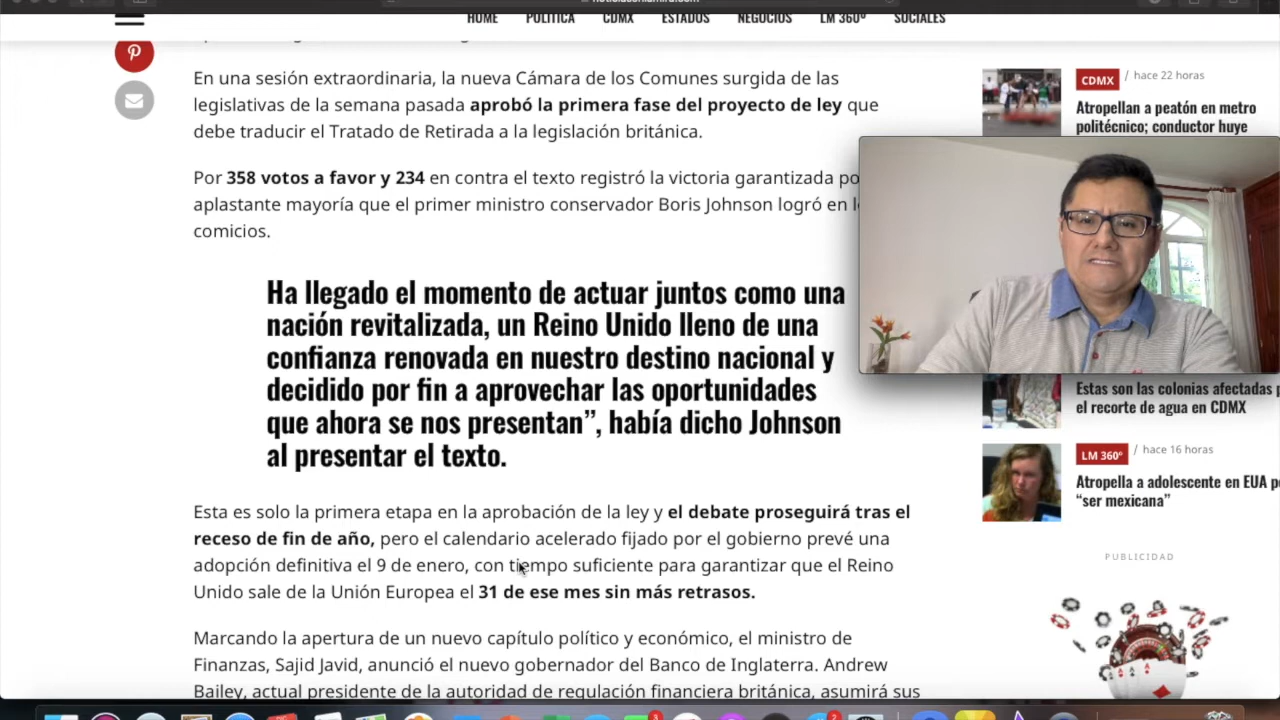 HOME POLÍTICA CDMX ESTADOS NEGOCIOS LM 360º SOCIALES
En una sesión extraordinaria, la nueva Cámara de los Comunes surgida de las
legislativas de la semana pasada aprobó la primera fase del proyecto de ley que
debe traducir el Tratado de Retirada a la legislación británica.
Por 358 votos a favor y 234 en contra el texto registró la victoria garantizada
aplastante mayoría que el primer ministro conservador Boris Johnson logró en
comicios.
Ha llegado el momento de actuar juntos como una
nación revitalizada, un Reino Unido lleno de una
confianza renovada en nuestro destino nacional y
decidido por fin a aprovechar las oportunidades
que ahora se nos presentan”, había dicho Johnson
al presentar el texto.
Esta es solo la primera etapa en la aprobación de la ley y el debate proseguirá tras el
receso de fin de año, pero el calendario acelerado fijado por el gobierno prevé una
adopción definitiva el 9 de enero, con tiempo suficiente para garantizar que el Reino
Unido sale de la Unión Europea el 31 de ese mes sin más retrasos.
Marcando la apertura de un nuevo capítulo político y económico, el ministro de
Finanzas, Sajid Javid, anunció el nuevo gobernador del Banco de Inglaterra. Andrew
Bailey, actual presidente de la autoridad de regulación financiera británica, asumirá sus
CDMX / hace 22 horas
Atropellan a peatón en metro
politécnico; conductor huye
Estas son las colonias afectadas
el recorte de agua en CDMX
LM 360º / hace 16 horas
Atropella a adolescente en EUA
“ser mexicana”
PUBLICIDAD